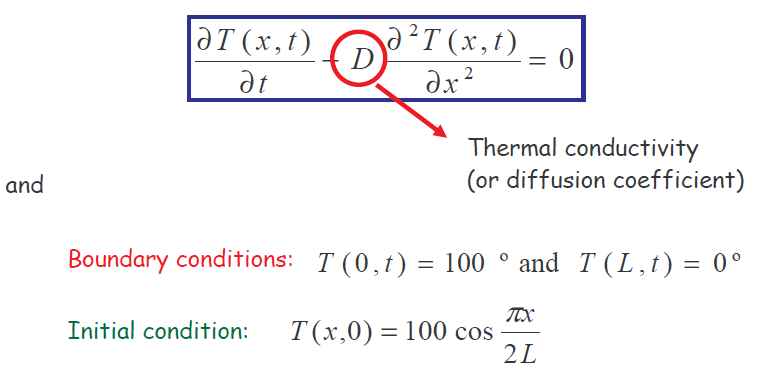 ∂T(x,t)/∂t − D ∂²T(x,t)/∂x² = 0
Thermal conductivity
(or diffusion coefficient)
and
Boundary conditions: T(0,t) = 100 º and T(L,t) = 0º
Initial condition: T(x,0) = 100 cos πx/2L